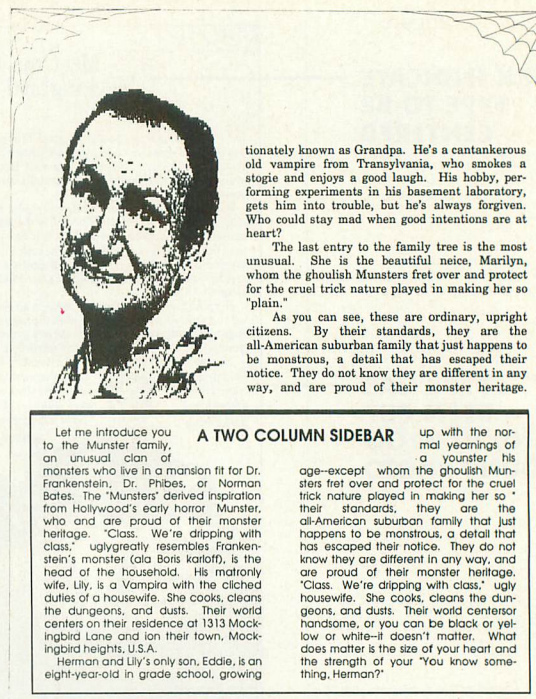 tionately known as Grandpa. He's a cantankerous
old vampire from Transylvania, who smokes a
stogie and enjoys a good laugh. His hobby, per-
forming experiments in his basement laboratory,
gets him into trouble, but he's always forgiven.
Who could stay mad when good intentions are at
heart?
The last entry to the family tree is the most
unusual. She is the beautiful neice, Marilyn,
whom the ghoulish Munsters fret over and protect
for the cruel trick nature played in making her so
"plain."
As you can see, these are ordinary, upright
citizens. By their standards, they are the
all-American suburban family that just happens to
be monstrous, a detail that has escaped their
notice. They do not know they are different in any
way, and are proud of their monster heritage.
A TWO COLUMN SIDEBAR
Let me introduce you
to the Munster family,
an unusual clan of
monsters who live in a mansion fit for Dr.
Frankenstein, Dr. Phibes, or Norman
Bates. The "Munsters" derived inspiration
from Hollywood's early horror Munster,
who and are proud of their monster
heritage. "Class. We're dripping with
class," uglygreatly resembles Franken-
stein's monster (ala Boris karloff), is the
head of the household. His matronly
wife, Lily, is a Vampira with the cliched
duties of a housewife. She cooks, cleans
the dungeons, and dusts. Their world
centers on their residence at 1313 Mock-
ingbird Lane and ion their town, Mock-
ingbird heights, U.S.A.
Herman and Lily's only son, Eddie, is an
eight-year-old in grade school, growing
up with the nor-
mal yearnings of
a younster his
age--except whom the ghoulish Mun-
sters fret over and protect for the cruel
trick nature played in making her so "
their standards, they are the
all-American suburban family that just
happens to be monstrous, a detail that
has escaped their notice. They do not
know they are different in any way, and
are proud of their monster heritage.
"Class. We're dripping with class," ugly
housewife. She cooks, cleans the dun-
geons, and dusts. Their world centersor
handsome, or you can be black or yel-
low or white--it doesn't matter. What
does matter is the size of your heart and
the strength of your "You know some-
thing, Herman?"